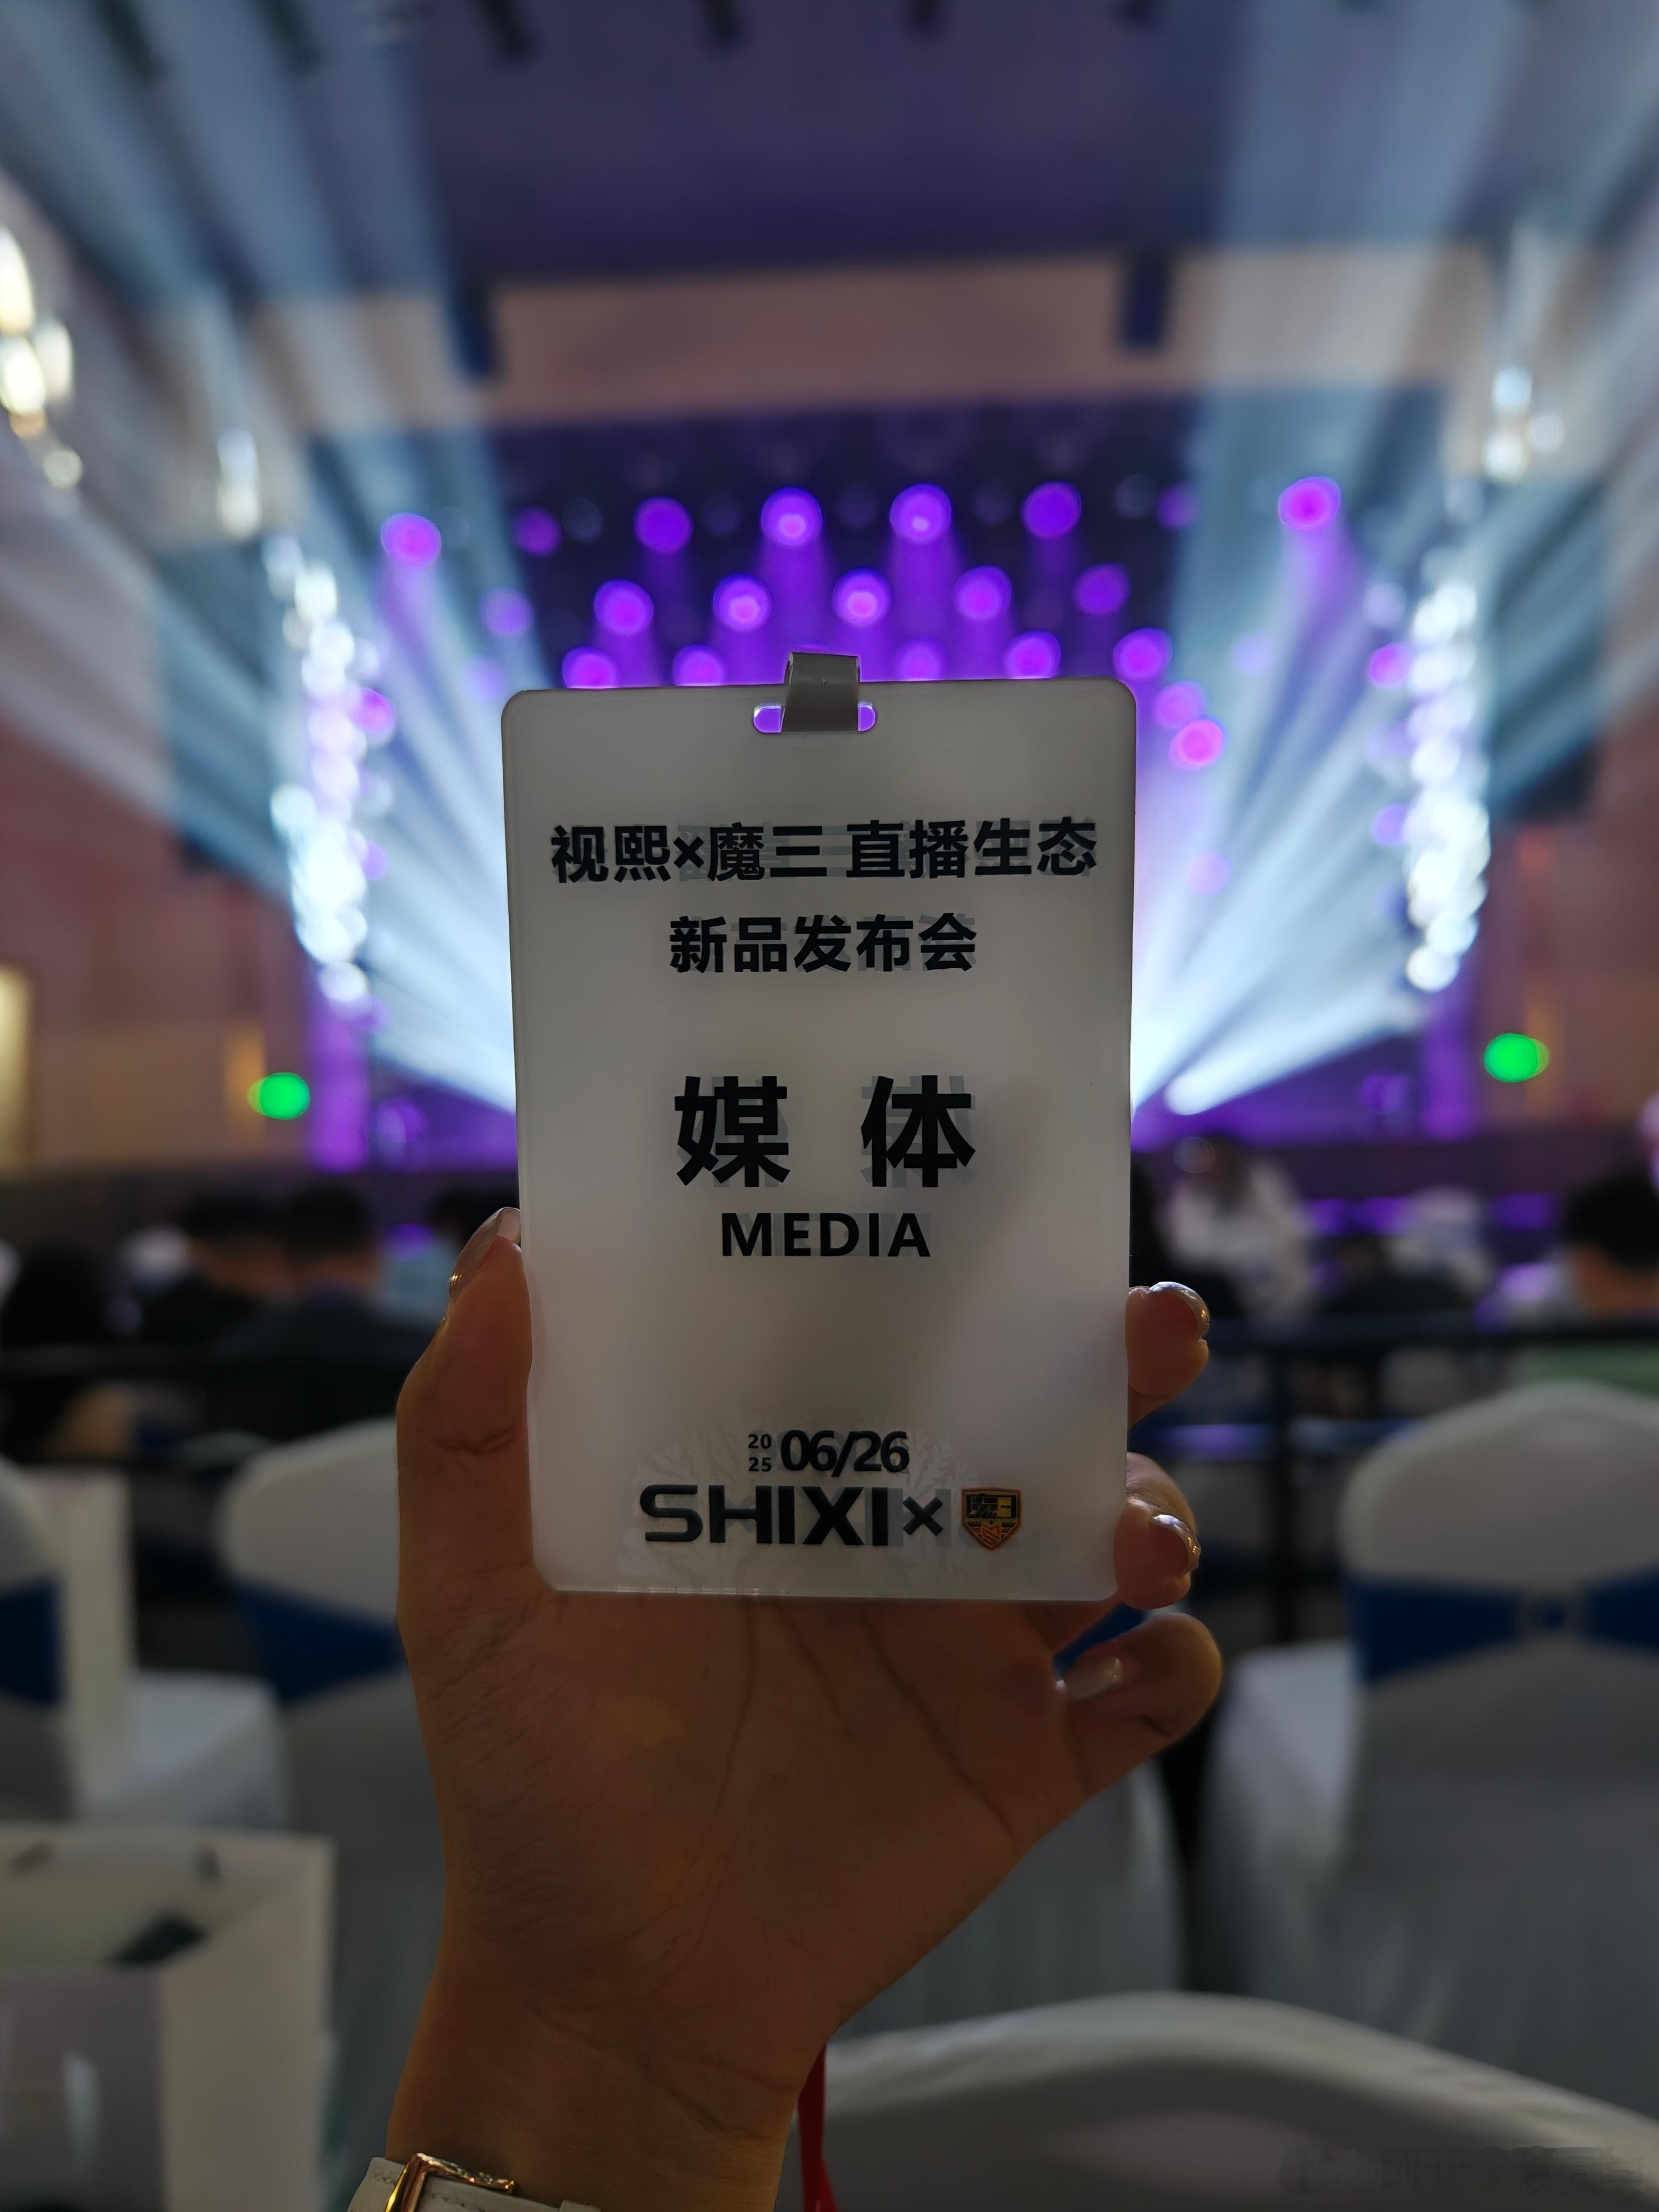 视熙×魔三 直播生态
新品发布会
媒 体
MEDIA
2025 06/26
SHIXI× 魔三